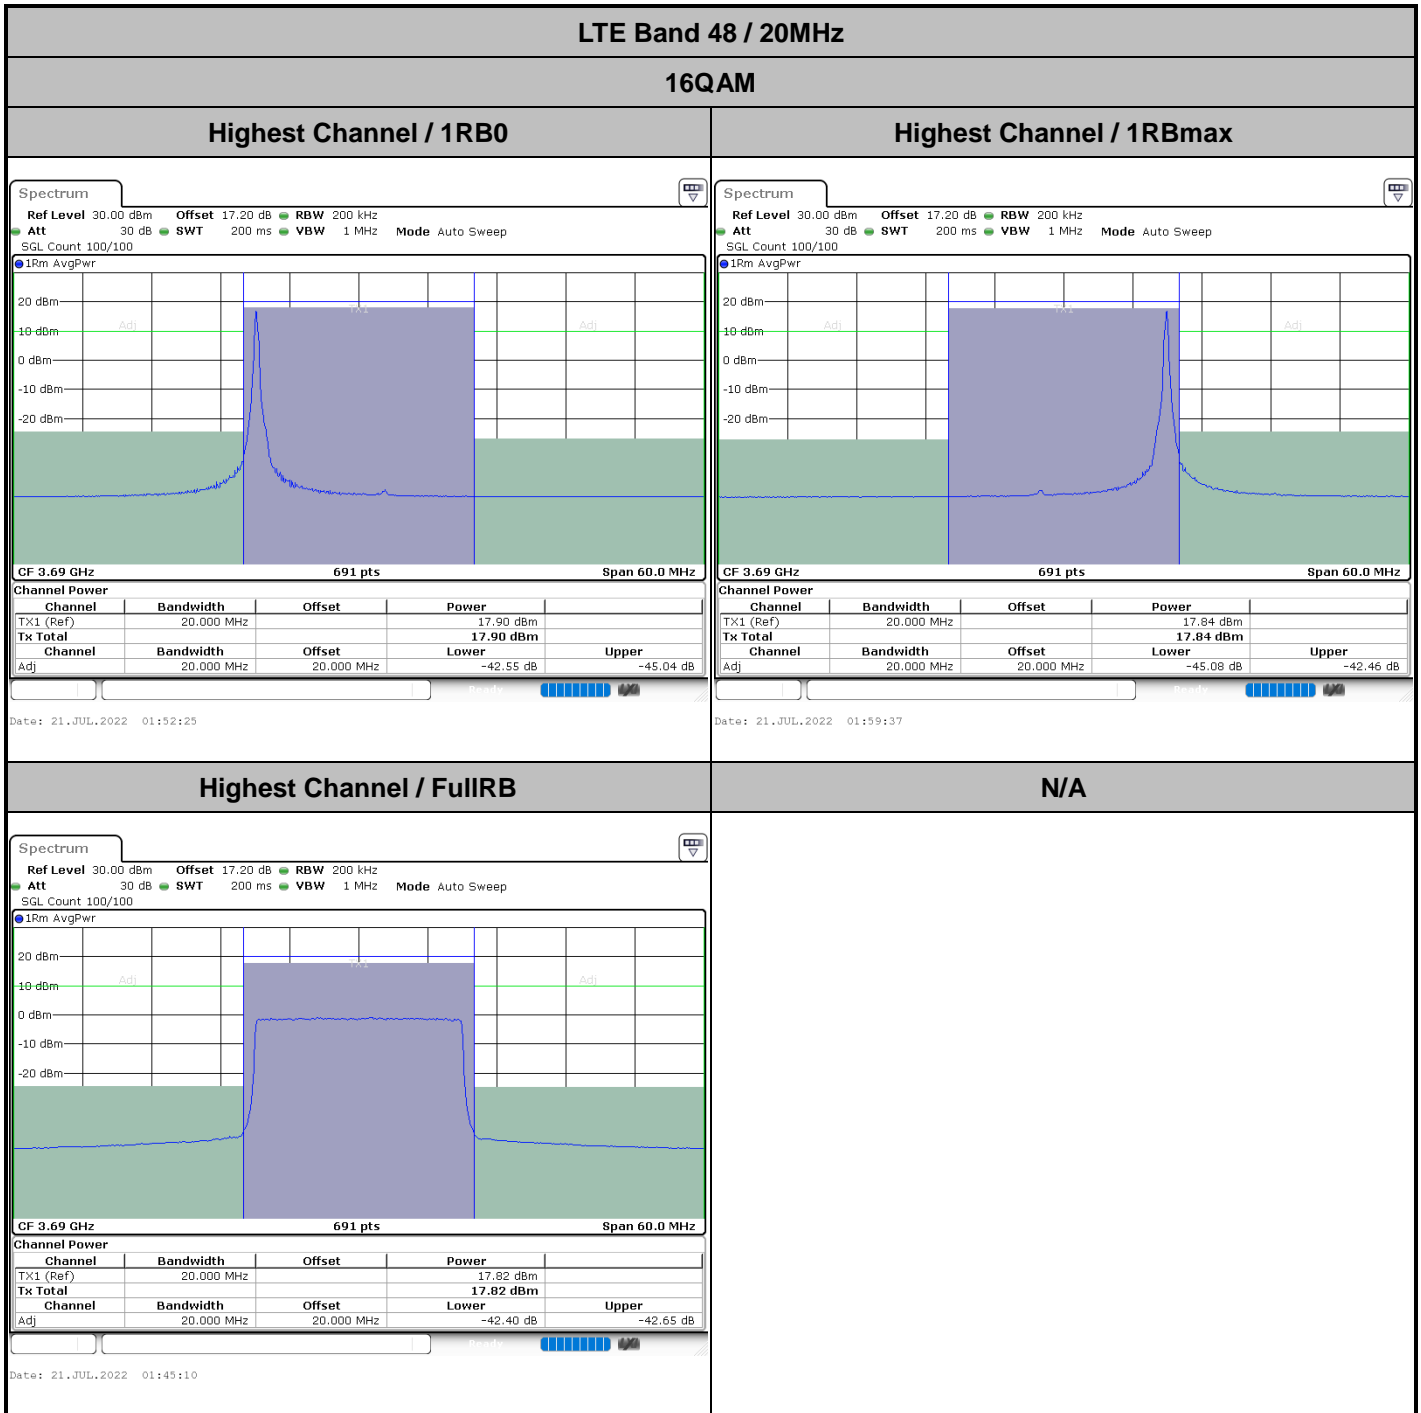 LTE Band 48 / 20MHz
16QAM
Highest Channel / 1RB0
Highest Channel / 1RBmax
Spectrum
Ref Level 30.00 dBm Offset 17.20 dB RBW 200 kHz
Att 30 dB SWT 200 ms VBW 1 MHz Mode Auto Sweep
SGL Count 100/100
1Rm AvgPwr
TX1
20 dBm
Adj
Adj
10 dBm
0 dBm
-10 dBm
-20 dBm
CF 3.69 GHz 691 pts Span 60.0 MHz
Channel Power
Channel Bandwidth Offset Power
TX1 (Ref) 20.000 MHz 17.90 dBm
Tx Total 17.90 dBm
Channel Bandwidth Offset Lower Upper
Adj 20.000 MHz 20.000 MHz -42.55 dB -45.04 dB
Ready
Date: 21.JUL.2022 01:52:25
Spectrum
Ref Level 30.00 dBm Offset 17.20 dB RBW 200 kHz
Att 30 dB SWT 200 ms VBW 1 MHz Mode Auto Sweep
SGL Count 100/100
1Rm AvgPwr
TX1
20 dBm
Adj
Adj
10 dBm
0 dBm
-10 dBm
-20 dBm
CF 3.69 GHz 691 pts Span 60.0 MHz
Channel Power
Channel Bandwidth Offset Power
TX1 (Ref) 20.000 MHz 17.84 dBm
Tx Total 17.84 dBm
Channel Bandwidth Offset Lower Upper
Adj 20.000 MHz 20.000 MHz -45.08 dB -42.46 dB
Ready
Date: 21.JUL.2022 01:59:37
Highest Channel / FullRB
N/A
Spectrum
Ref Level 30.00 dBm Offset 17.20 dB RBW 200 kHz
Att 30 dB SWT 200 ms VBW 1 MHz Mode Auto Sweep
SGL Count 100/100
1Rm AvgPwr
TX1
20 dBm
Adj
Adj
10 dBm
0 dBm
-10 dBm
-20 dBm
CF 3.69 GHz 691 pts Span 60.0 MHz
Channel Power
Channel Bandwidth Offset Power
TX1 (Ref) 20.000 MHz 17.82 dBm
Tx Total 17.82 dBm
Channel Bandwidth Offset Lower Upper
Adj 20.000 MHz 20.000 MHz -42.40 dB -42.65 dB
Ready
Date: 21.JUL.2022 01:45:10